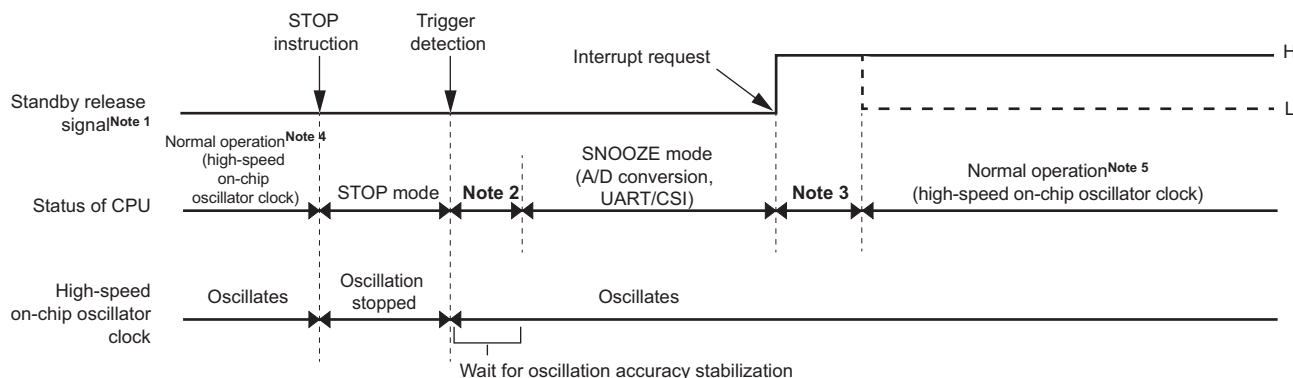 STOP
instruction
Trigger
detection
Interrupt request
H
L
Standby release
signalNote 1
Normal operationNote 4
(high-speed
on-chip
oscillator clock)
STOP mode
Note 2
SNOOZE mode
(A/D conversion,
UART/CSI)
Note 3
Normal operationNote 5
(high-speed on-chip oscillator clock)
Status of CPU
High-speed
on-chip oscillator
clock
Oscillates
Oscillation
stopped
Oscillates
Wait for oscillation accuracy stabilization